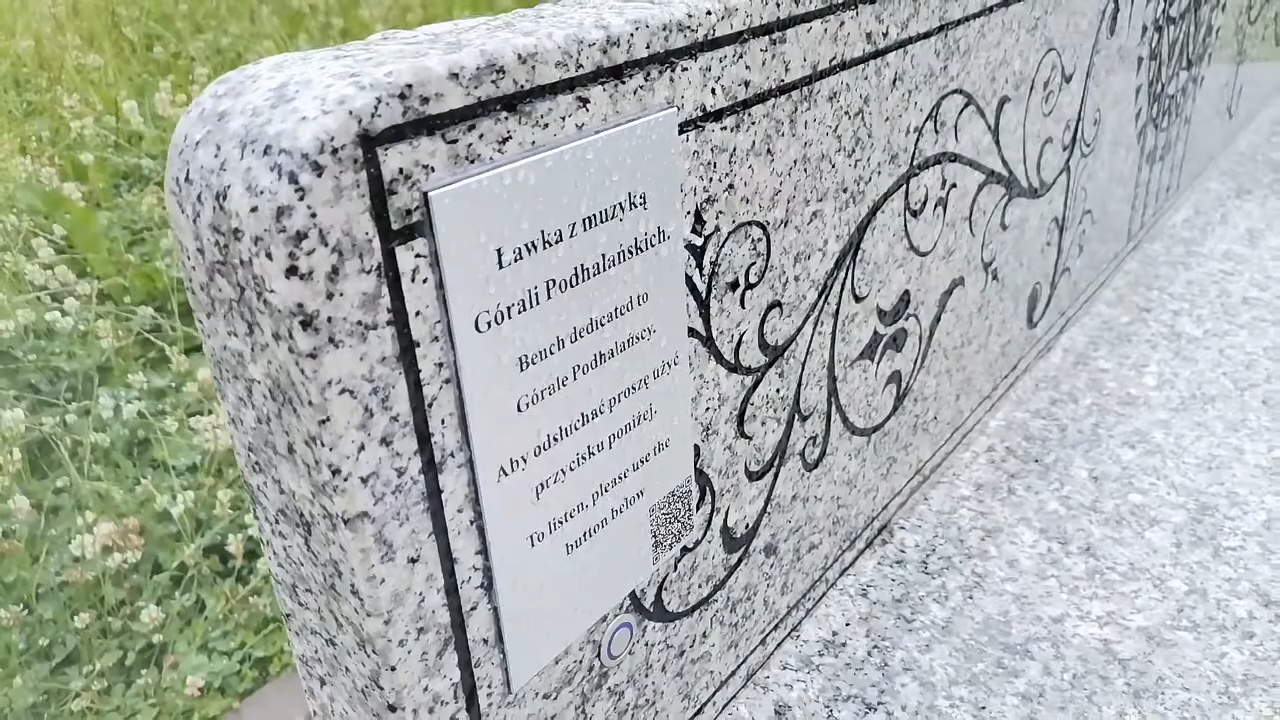 Ławka z muzyką
Górali Podhalańskich.
Bench dedicated to
Górale Podhalańscy.
Aby odsłuchać proszę użyć
przycisku poniżej.
To listen, please use the
button below